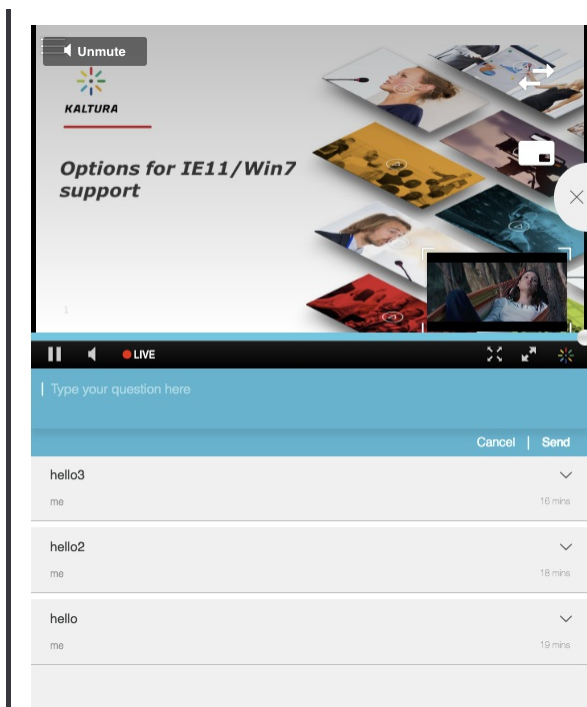 Unmute
KALTURA
Options for IE11/Win7
support
1
LIVE
Type your question here
Cancel | Send
hello3
me
16 mins
hello2
me
18 mins
hello
me
19 mins